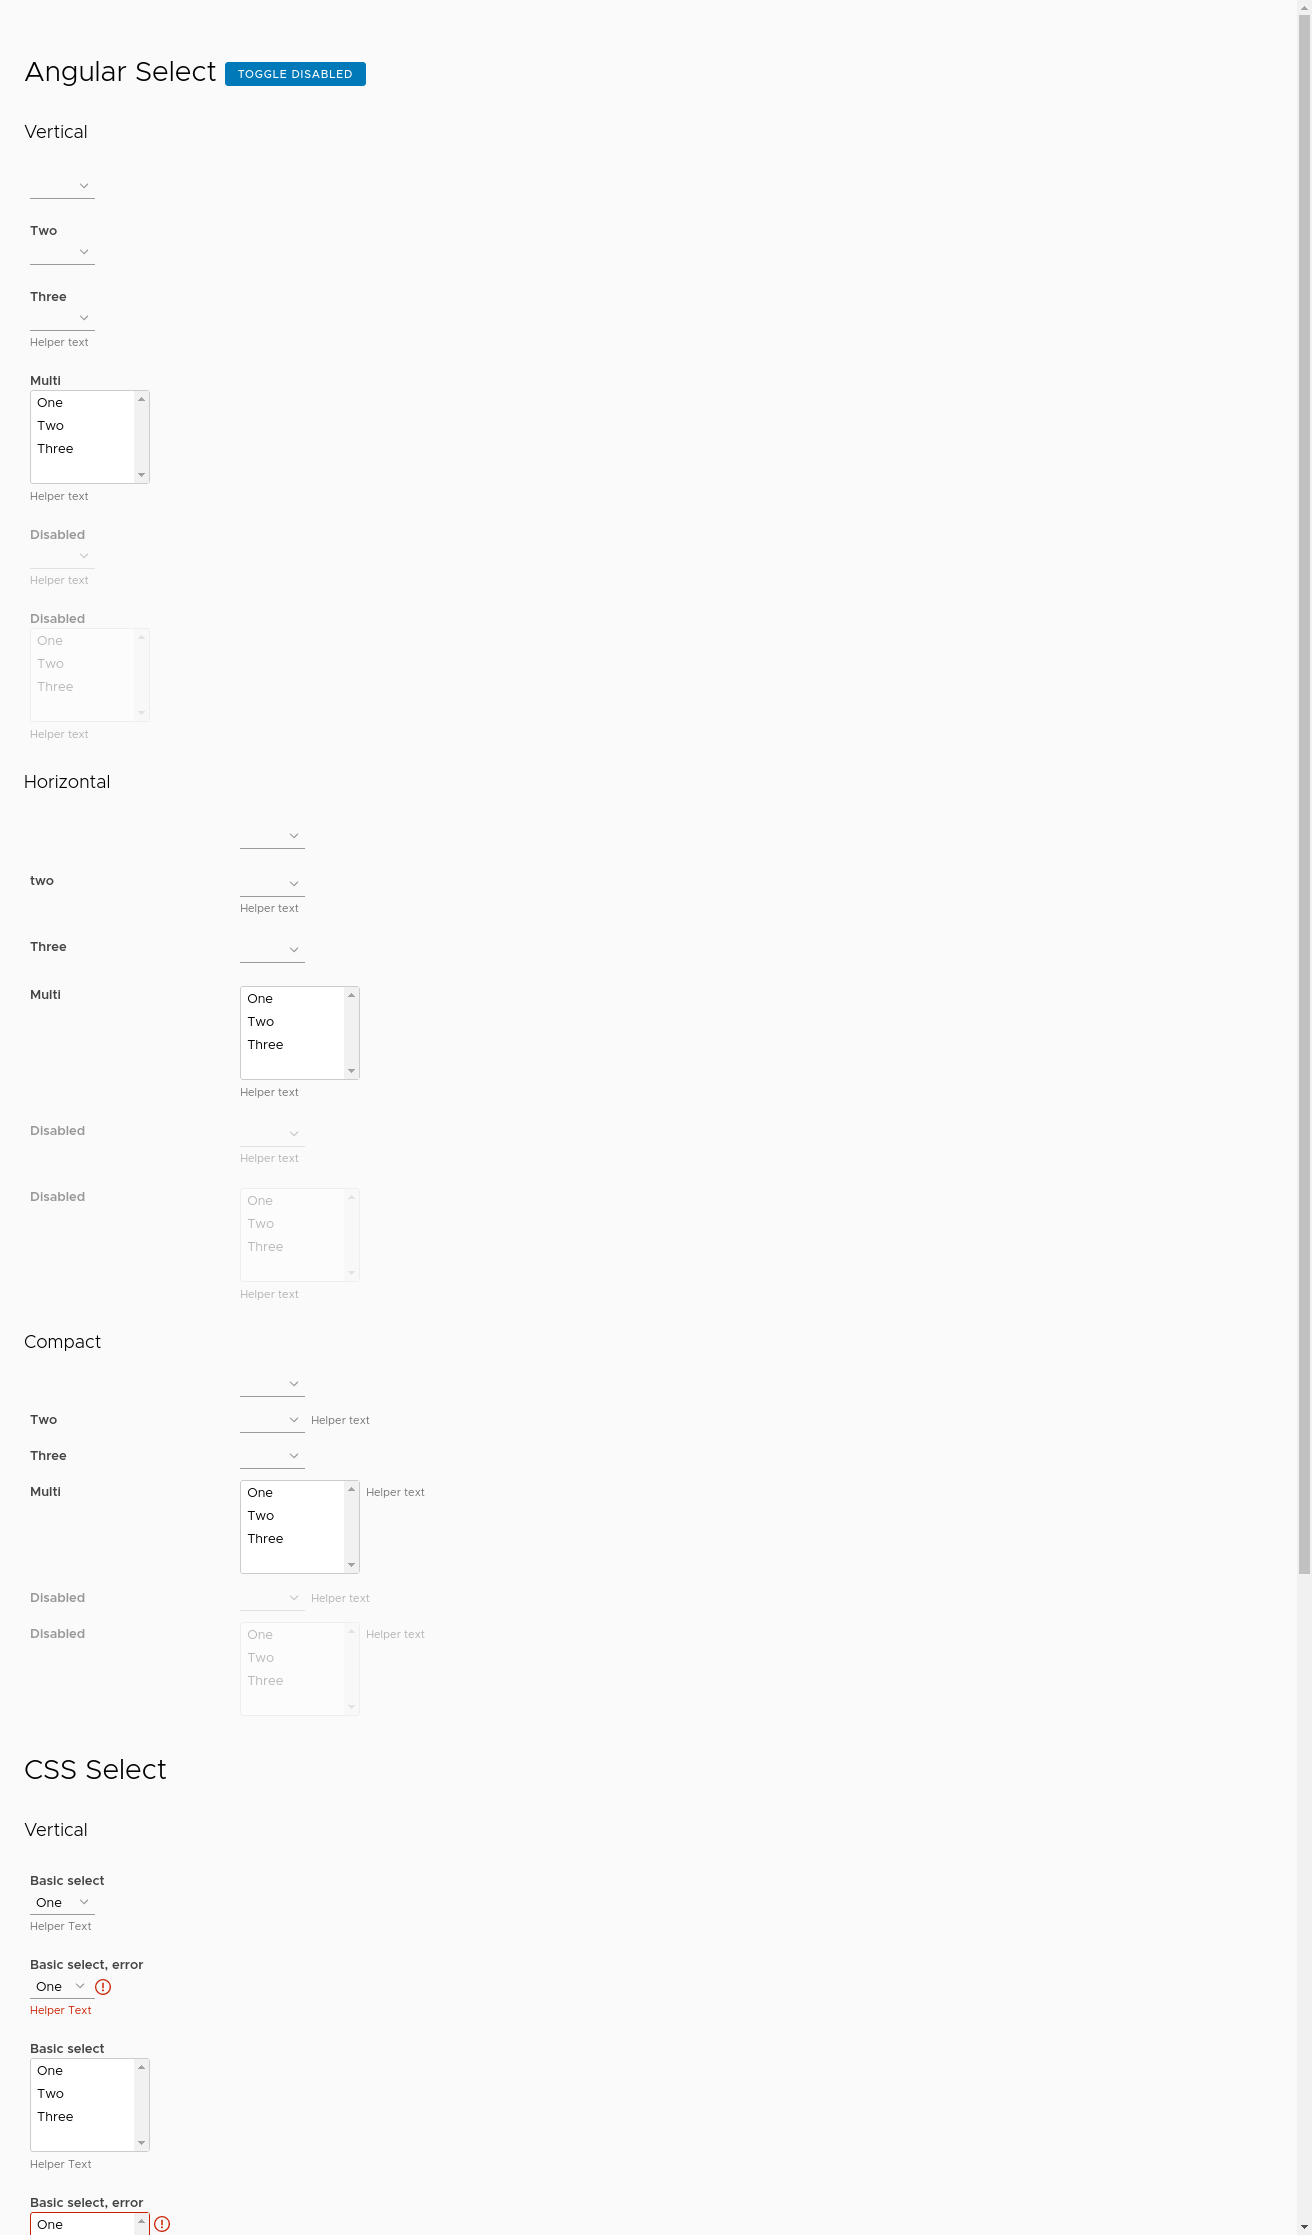 Angular Select TOGGLE DISABLED
Vertical
Two
Three
Helper text
Multi
One
Two
Three
Helper text
Disabled
Helper text
Disabled
One
Two
Three
Helper text
Horizontal
two
Helper text
Three
Multi
One
Two
Three
Helper text
Disabled
Helper text
Disabled
One
Two
Three
Helper text
Compact
Two Helper text
Three
Multi One Helper text
Two
Three
Disabled Helper text
Disabled One Helper text
Two
Three
CSS Select
Vertical
Basic select
One
Helper Text
Basic select, error
One
Helper Text
Basic select
One
Two
Three
Helper Text
Basic select, error
One